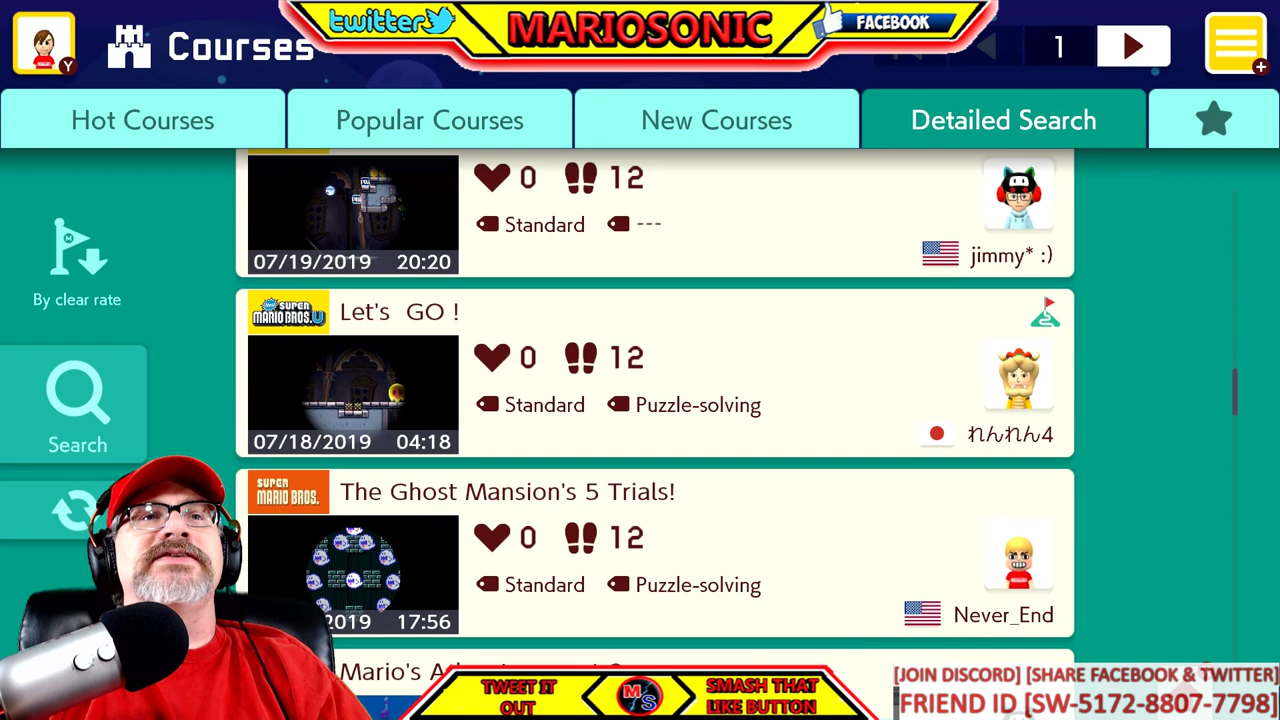 twitter
MARIOSONIC
FACEBOOK
Y
Courses
1
+
Hot Courses
Popular Courses
New Courses
Detailed Search
0
12
Standard
---
07/19/2019 20:20
jimmy* :)
By clear rate
NEW SUPER MARIO BROS. U
Let's GO !
0
12
Standard
Puzzle-solving
07/18/2019 04:18
れんれん4
Search
SUPER MARIO BROS.
The Ghost Mansion's 5 Trials!
0
12
Standard
Puzzle-solving
2019 17:56
Never_End
Mario's
TWEET IT OUT
MS
SMASH THAT LIKE BUTTON
[JOIN DISCORD] [SHARE FACEBOOK & TWITTER]
FRIEND ID [SW-5172-8807-7798]